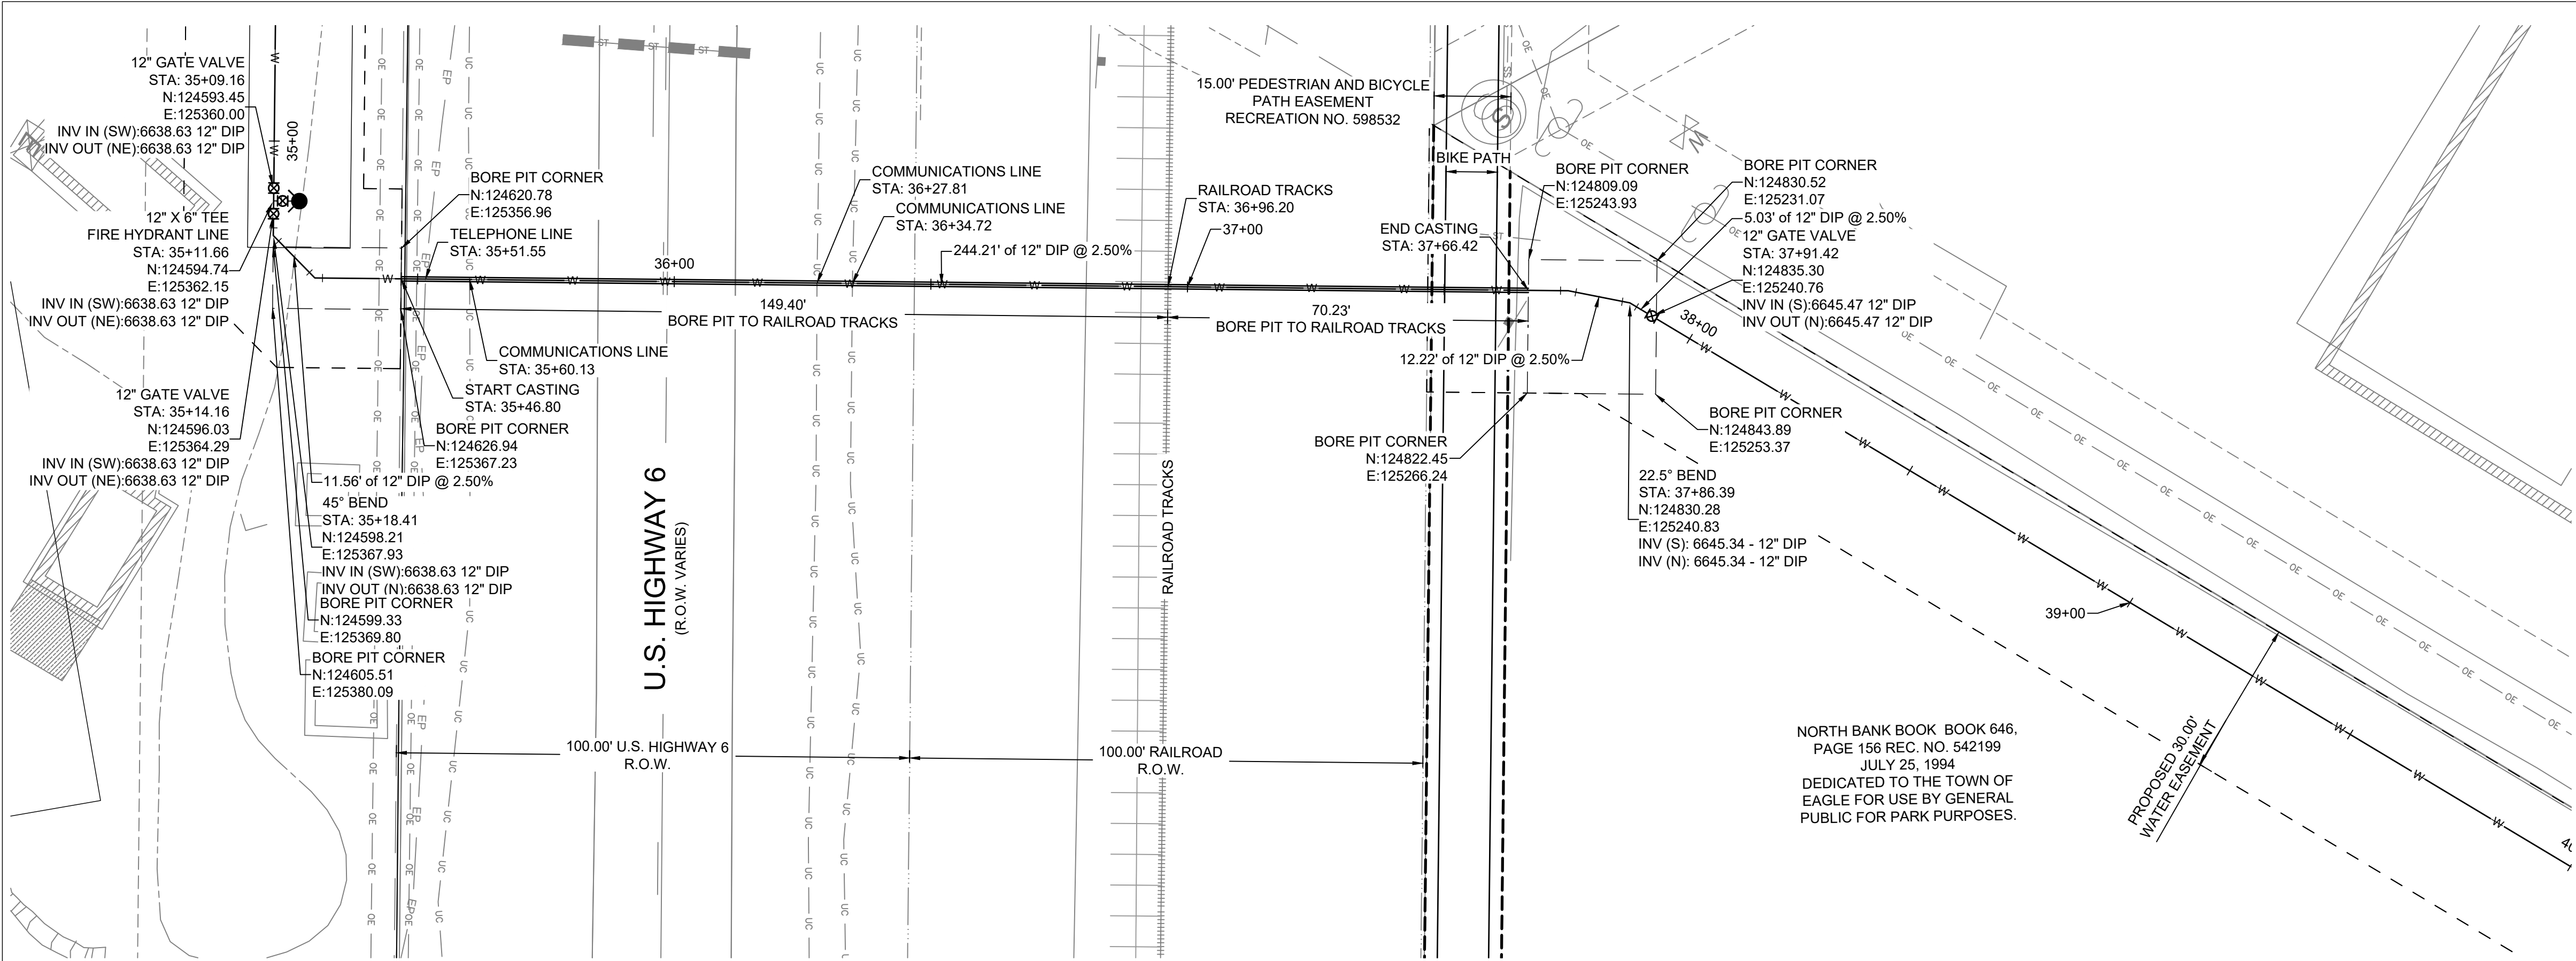 12" GATE VALVE
STA: 35+09.16
N:124593.45
E:125360.00
INV IN (SW):6638.63 12" DIP
INV OUT (NE):6638.63 12" DIP
35+00
12" X 6" TEE
FIRE HYDRANT LINE
STA: 35+11.66
N:124594.74
E:125362.15
INV IN (SW):6638.63 12" DIP
INV OUT (NE):6638.63 12" DIP
12" GATE VALVE
STA: 35+14.16
N:124596.03
E:125364.29
INV IN (SW):6638.63 12" DIP
INV OUT (NE):6638.63 12" DIP
11.56' of 12" DIP @ 2.50%
45° BEND
STA: 35+18.41
N:124598.21
E:125367.93
INV IN (SW):6638.63 12" DIP
INV OUT (N):6638.63 12" DIP
BORE PIT CORNER
N:124599.33
E:125369.80
BORE PIT CORNER
N:124605.51
E:125380.09
BORE PIT CORNER
N:124620.78
E:125356.96
TELEPHONE LINE
STA: 35+51.55
COMMUNICATIONS LINE
STA: 35+60.13
START CASTING
STA: 35+46.80
BORE PIT CORNER
N:124626.94
E:125367.23
36+00
149.40'
BORE PIT TO RAILROAD TRACKS
U.S. HIGHWAY 6
(R.O.W. VARIES)
100.00' U.S. HIGHWAY 6
R.O.W.
COMMUNICATIONS LINE
STA: 36+27.81
COMMUNICATIONS LINE
STA: 36+34.72
244.21' of 12" DIP @ 2.50%
RAILROAD TRACKS
STA: 36+96.20
37+00
70.23'
BORE PIT TO RAILROAD TRACKS
RAILROAD TRACKS
100.00' RAILROAD
R.O.W.
15.00' PEDESTRIAN AND BICYCLE
PATH EASEMENT
RECREATION NO. 598532
BIKE PATH
END CASTING
STA: 37+66.42
12.22' of 12" DIP @ 2.50%
BORE PIT CORNER
N:124822.45
E:125266.24
BORE PIT CORNER
N:124809.09
E:125243.93
BORE PIT CORNER
N:124830.52
E:125231.07
5.03' of 12" DIP @ 2.50%
12" GATE VALVE
STA: 37+91.42
N:124835.30
E:125240.76
INV IN (S):6645.47 12" DIP
INV OUT (N):6645.47 12" DIP
38+00
BORE PIT CORNER
N:124843.89
E:125253.37
22.5° BEND
STA: 37+86.39
N:124830.28
E:125240.83
INV (S): 6645.34 - 12" DIP
INV (N): 6645.34 - 12" DIP
39+00
NORTH BANK BOOK BOOK 646,
PAGE 156 REC. NO. 542199
JULY 25, 1994
DEDICATED TO THE TOWN OF
EAGLE FOR USE BY GENERAL
PUBLIC FOR PARK PURPOSES.
PROPOSED 30.00'
WATER EASEMENT